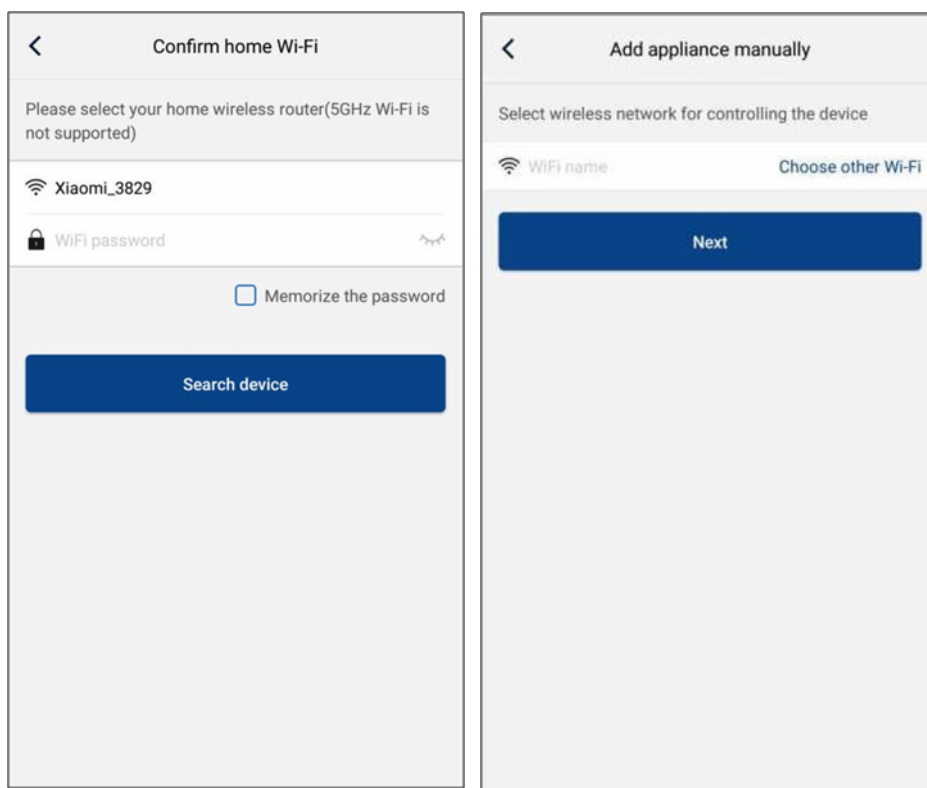 Confirm home Wi-Fi
Please select your home wireless router(5GHz Wi-Fi is
not supported)
Xiaomi_3829
WiFi password
Memorize the password
Search device
Add appliance manually
Select wireless network for controlling the device
WiFi name
Choose other Wi-Fi
Next